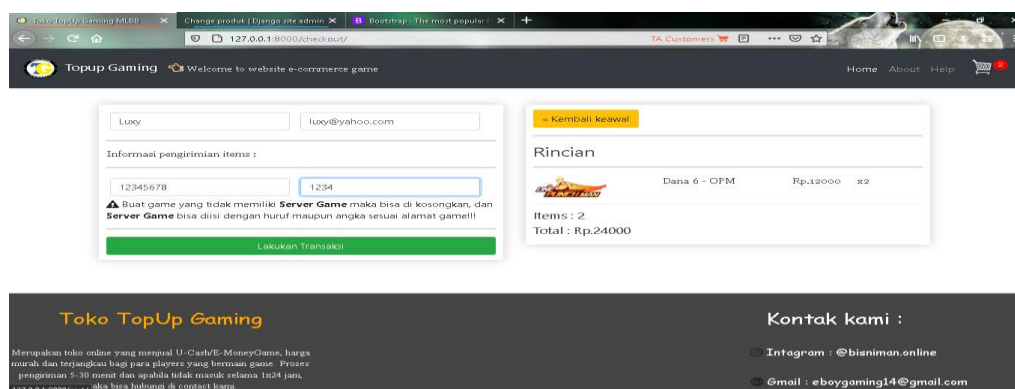 Toko TopUp Gaming MLBB
Change produk | Django site admin
Bootstrap · The most popular
127.0.0.1:8000/checkout/
TA Customers
Topup Gaming
Welcome to website e-commerce game
Home About Help
2
Luxy
luxy@yahoo.com
Informasi pengirimian items :
12345678
1234
Buat game yang tidak memiliki Server Game maka bisa di kosongkan, dan
Server Game bisa diisi dengan huruf maupun angka sesuai alamat game!!!
Lakukan Transaksi
« Kembali keawal
Rincian
Dana 6 - OPM
Rp.12000
x2
Items : 2
Total : Rp.24000
Toko TopUp Gaming
Merupakan toko online yang menjual U-Cash/E-MoneyGame, harga
murah dan terjangkau bagi para players yang bermain game. Proses
pengiriman 5-30 menit dan apabila tidak masuk selama 1x24 jam,
aka bisa hubungi di contact kami.
Kontak kami :
Intagram : @bisniman.online
Gmail : eboygaming14@gmail.com